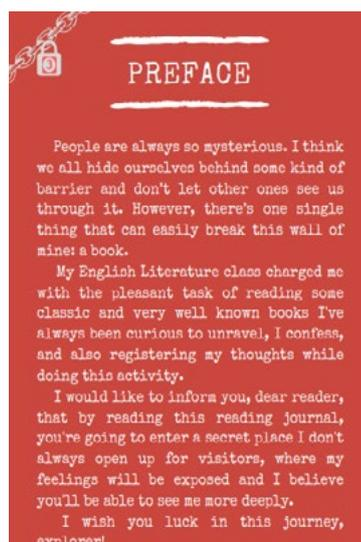 PREFACE
People are always so mysterious. I think
we all hide ourselves behind some kind of
barrier and don't let other ones see us
through it. However, there's one single
thing that can easily break this wall of
mine: a book.
My English Literature class charged me
with the pleasant task of reading some
classic and very well known books I've
always been curious to unravel, I confess,
and also registering my thoughts while
doing this activity.
I would like to inform you, dear reader,
that by reading this reading journal,
you're going to enter a secret place I don't
always open up for visitors, where my
feelings will be exposed and I believe
you'll be able to see me more deeply.
I wish you luck in this journey,
explorer!